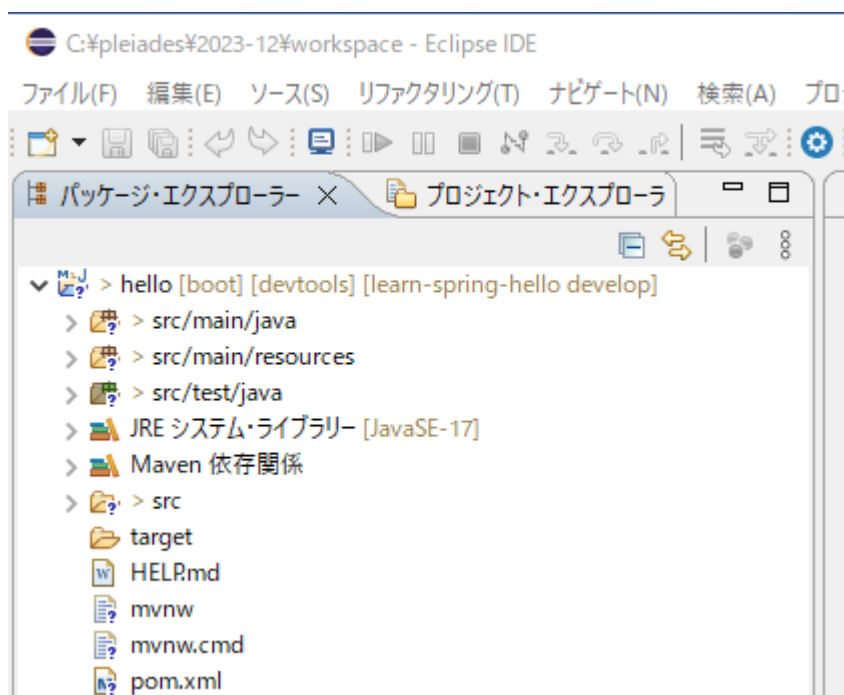 C:¥pleiades¥2023-12¥workspace - Eclipse IDE
ファイル(F) 編集(E) ソース(S) リファクタリング(T) ナビゲート(N) 検索(A) プロ
パッケージ・エクスプローラー プロジェクト・エクスプローラ
> hello [boot] [devtools] [learn-spring-hello develop]
> src/main/java
> src/main/resources
> src/test/java
JRE システム・ライブラリー [JavaSE-17]
Maven 依存関係
> src
target
HELP.md
mvnw
mvnw.cmd
pom.xml